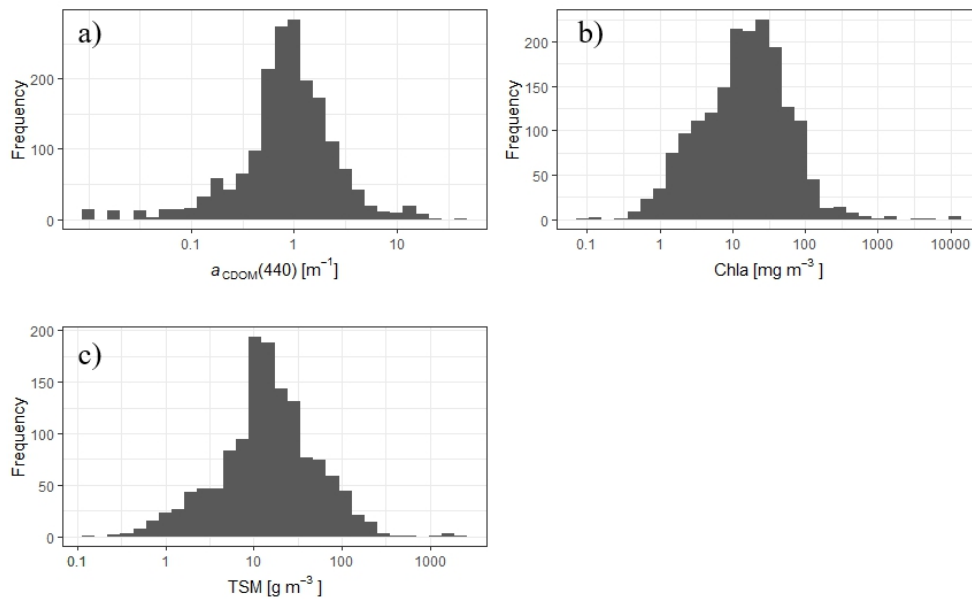 a)
Frequency
200
100
0
0.1 1 10
a CDOM(440) [m⁻¹]
b)
Frequency
200
150
100
50
0
0.1 1 10 100 1000 10000
Chla [mg m⁻³ ]
c)
Frequency
200
150
100
50
0
0.1 1 10 100 1000
TSM [g m⁻³ ]